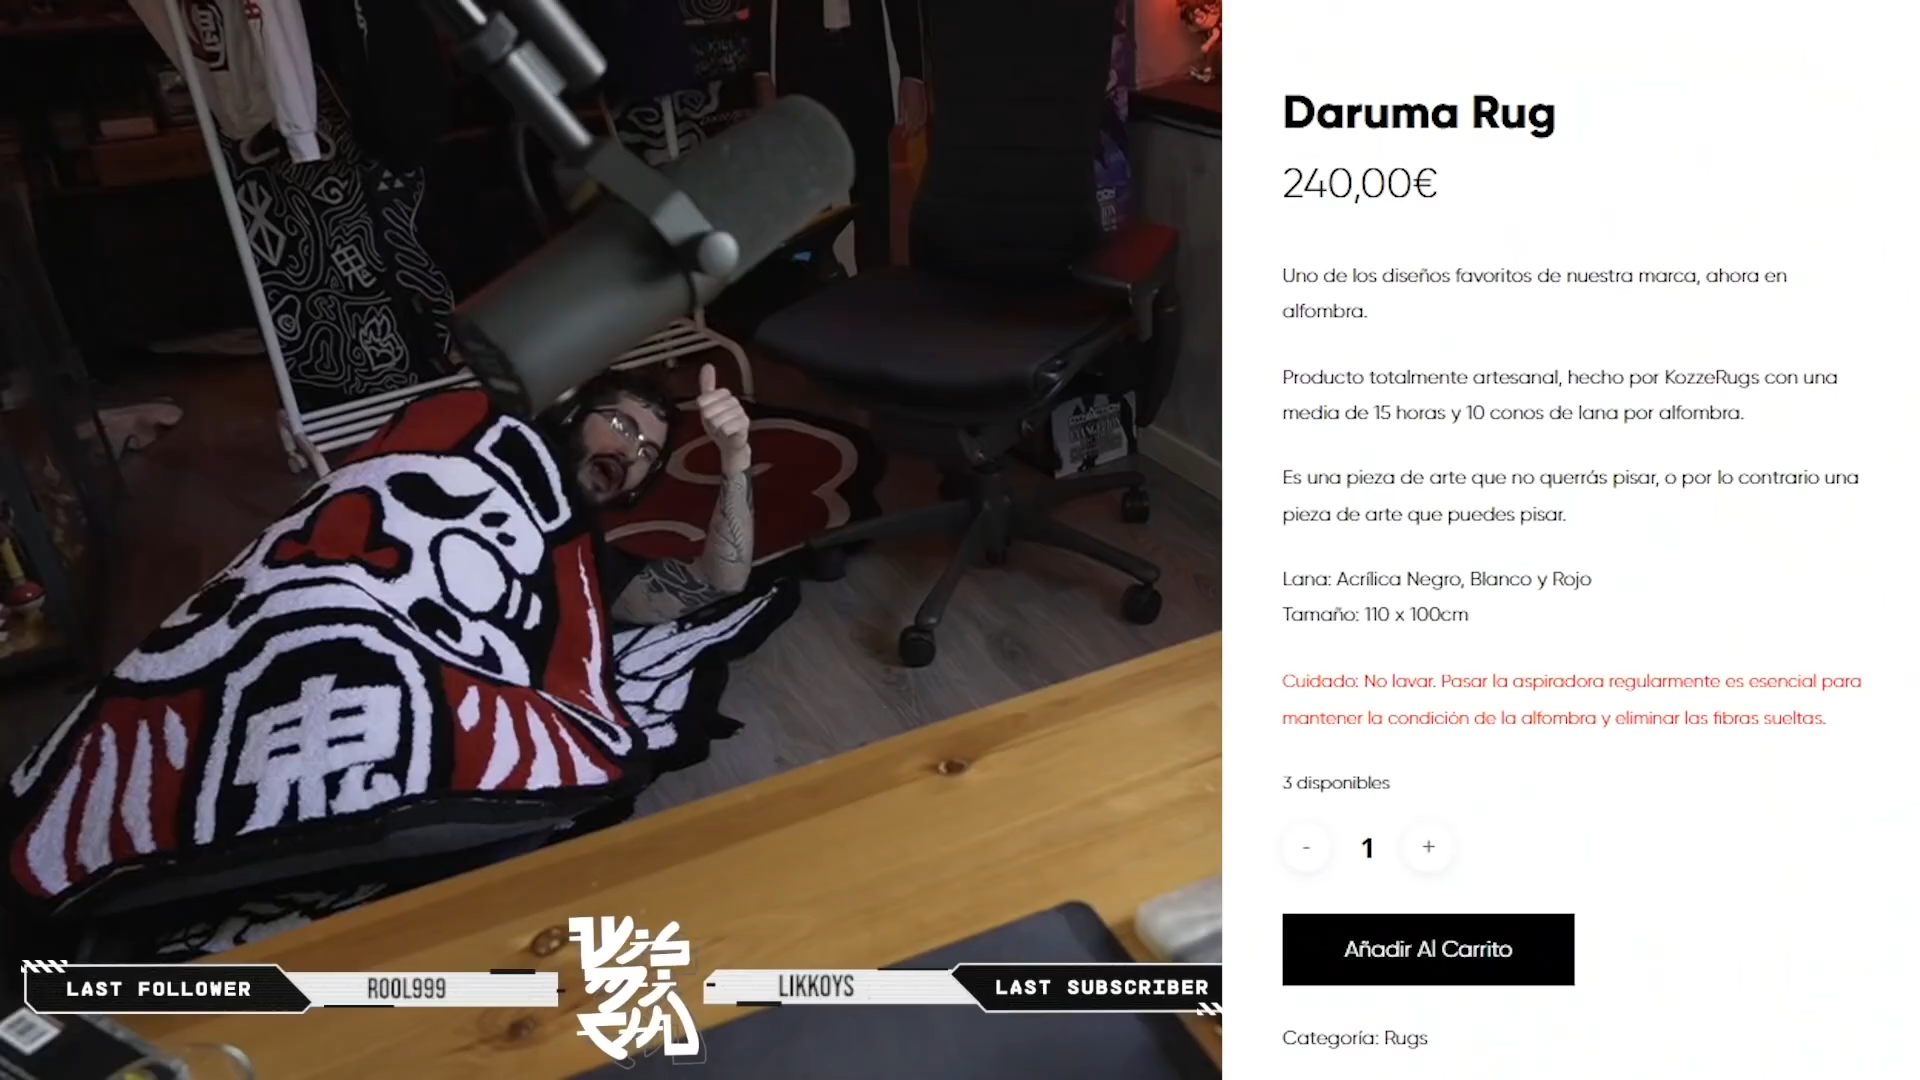 Daruma Rug
240,00€
Uno de los diseños favoritos de nuestra marca, ahora en
alfombra.
Producto totalmente artesanal, hecho por KozzeRugs con una
media de 15 horas y 10 conos de lana por alfombra.
Es una pieza de arte que no querrás pisar, o por lo contrario una
pieza de arte que puedes pisar.
Lana: Acrílica Negro, Blanco y Rojo
Tamaño: 110 x 100cm
Cuidado: No lavar. Pasar la aspiradora regularmente es esencial para
mantener la condición de la alfombra y eliminar las fibras sueltas.
3 disponibles
- 1 +
Añadir Al Carrito
Categoría: Rugs
鬼
鬼
LAST FOLLOWER
ROOL999
LIKKOYS
LAST SUBSCRIBER